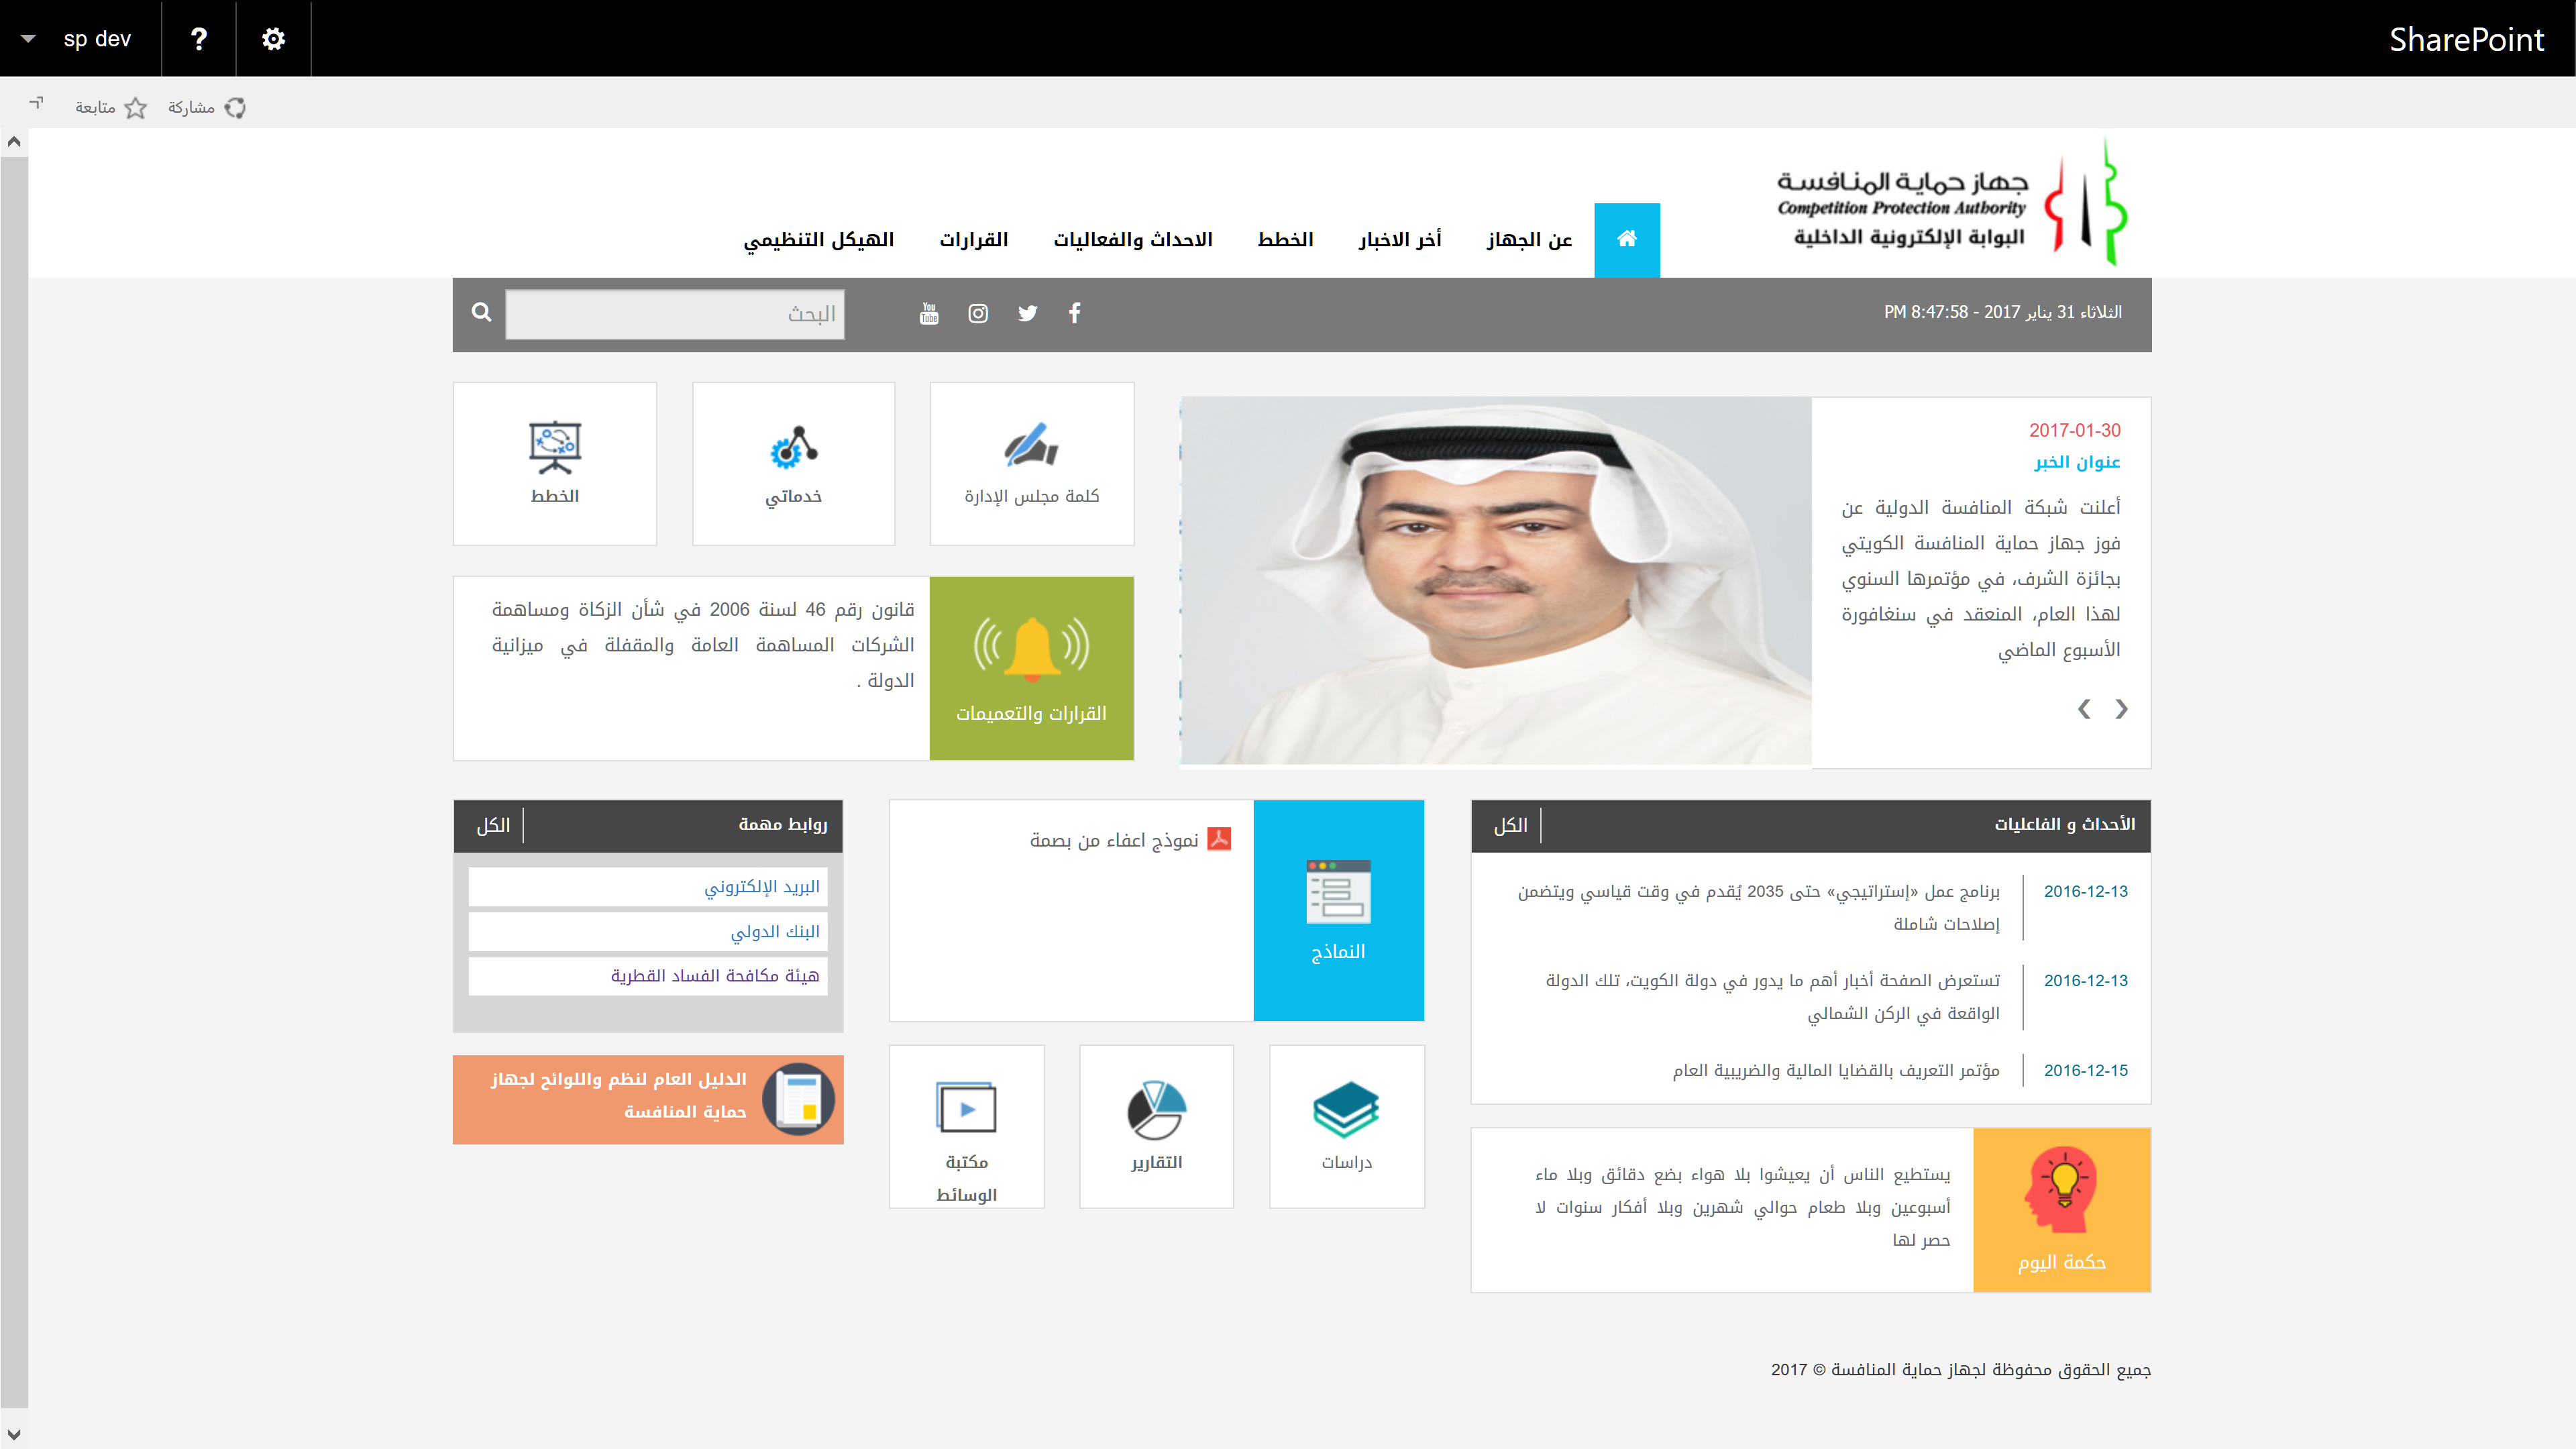 SharePoint
sp dev
?
مشاركة
متابعة
جهاز حماية المنافسة
Competition Protection Authority
البوابة الإلكترونية الداخلية
عن الجهاز
أخر الاخبار
الخطط
الاحداث والفعاليات
القرارات
الهيكل التنظيمي
الثلاثاء 31 يناير 2017 - 8:47:58 PM
You
Tube
البحث
2017-01-30
عنوان الخبر
أعلنت شبكة المنافسة الدولية عن
فوز جهاز حماية المنافسة الكويتي
بجائزة الشرف، في مؤتمرها السنوي
لهذا العام، المنعقد في سنغافورة
الأسبوع الماضي
كلمة مجلس الإدارة
خدماتي
الخطط
القرارات والتعميمات
قانون رقم 46 لسنة 2006 في شأن الزكاة ومساهمة
الشركات المساهمة العامة والمقفلة في ميزانية
الدولة .
الأحداث و الفاعليات
الكل
2016-12-13
برنامج عمل «إستراتيجي» حتى 2035 يُقدم في وقت قياسي ويتضمن
إصلاحات شاملة
2016-12-13
تستعرض الصفحة أخبار أهم ما يدور في دولة الكويت، تلك الدولة
الواقعة في الركن الشمالي
2016-12-15
مؤتمر التعريف بالقضايا المالية والضريبية العام
النماذج
نموذج اعفاء من بصمة
روابط مهمة
الكل
البريد الإلكتروني
البنك الدولي
هيئة مكافحة الفساد القطرية
دراسات
التقارير
مكتبة
الوسائط
الدليل العام لنظم واللوائح لجهاز
حماية المنافسة
حكمة اليوم
يستطيع الناس أن يعيشوا بلا هواء بضع دقائق وبلا ماء
أسبوعين وبلا طعام حوالي شهرين وبلا أفكار سنوات لا
حصر لها
جميع الحقوق محفوظة لجهاز حماية المنافسة © 2017